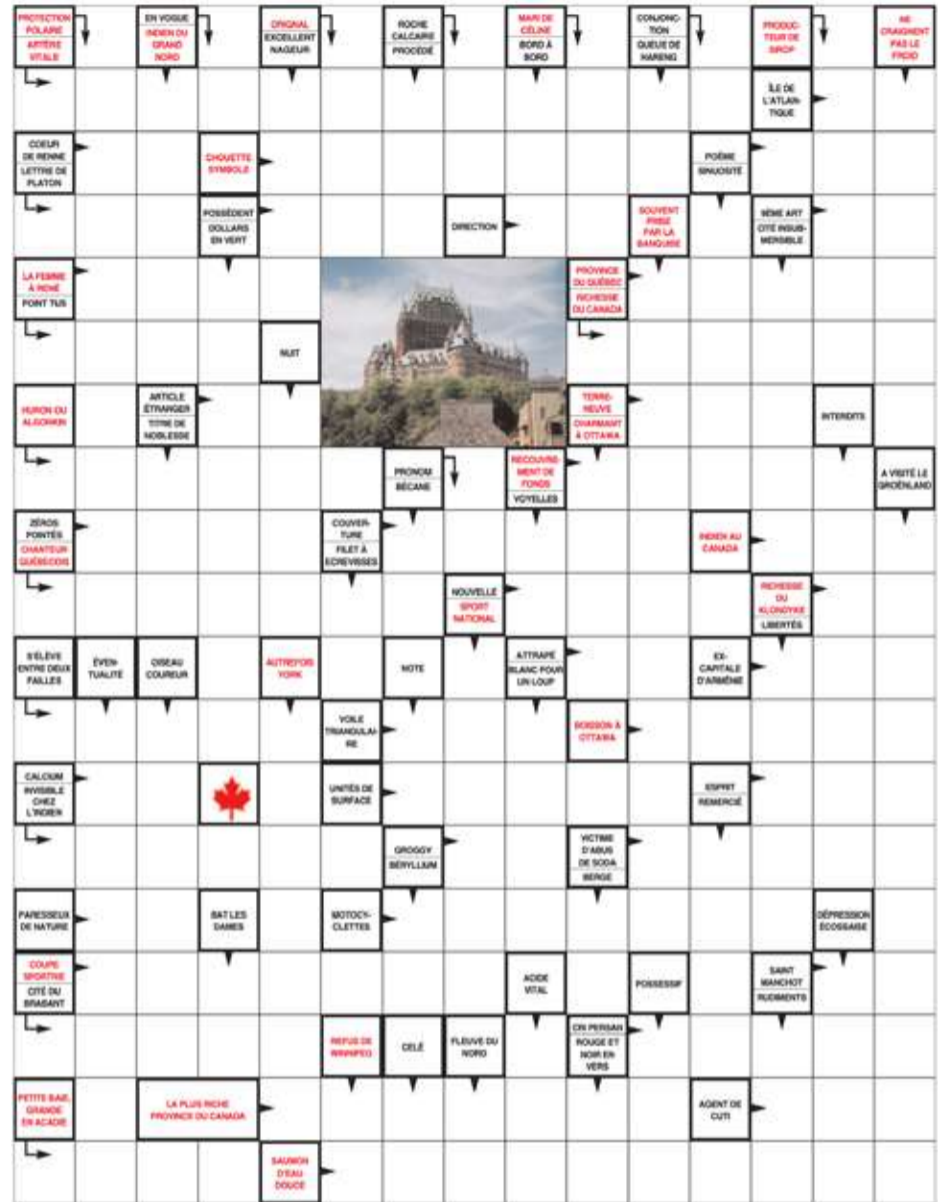 PROTECTION
POLAIRE
ARTÈRE
VITALE
EN VOGUE
INDIEN DU
GRAND
NORD
ORIGNAL
EXCELLENT
NAGEUR
ROCHE
CALCAIRE
PROCÉDÉ
MARI DE
CÉLINE
BORD À
BORD
CONJONC-
TION
QUEUE DE
HARENG
PRODUC-
TEUR DE
SIROP
NE
CRAIGNENT
PAS LE
FROID
ÎLE DE
L'ATLAN-
TIQUE
COEUR
DE RENNE
LETTRE DE
PLATON
CHOUETTE
SYMBOLE
POÈME
SINUOSITÉ
POSSÈDENT
DOLLARS
EN VERT
DIRECTION
SOUVENT
PRISE
PAR LA
BANQUISE
9ÈME ART
CITÉ INSUB-
MERSIBLE
LA FEMME
À RENÉ
POINT TUS
PROVINCE
DU QUÉBEC
RICHESSE
DU CANADA
NUIT
HURON OU
ALGONKIN
ARTICLE
ÉTRANGER
TITRE DE
NOBLESSE
TERRE-
NEUVE
CHARMANT
À OTTAWA
INTERDITS
PRONOM
BÉCANE
RECOUVRE-
MENT DE
FONDS
VOYELLES
A VISITÉ LE
GROËNLAND
ZÉROS
POINTÉS
CHANTEUR
QUÉBÉCOIS
COUVER-
TURE
FILET À
ECREVISSES
INDIEN AU
CANADA
NOUVELLE
SPORT
NATIONAL
RICHESSE
DU
KLONDYKE
LIBERTÉS
S'ÉLÈVE
ENTRE DEUX
FAILLES
ÉVEN-
TUALITÉ
OISEAU
COUREUR
AUTREFOIS
YORK
NOTE
ATTRAPÉ
BLANC POUR
UN LOUP
EX-
CAPITALE
D'ARMÉNIE
VOILE
TRIANGULAI-
RE
BOISSON À
OTTAWA
CALCIUM
INVISIBLE
CHEZ
L'INDIEN
UNITÉS DE
SURFACE
ESPRIT
REMERCIÉ
GROGGY
BÉRYLLIUM
VICTIME
D'ABUS
DE SODA
BERGE
PARESSEUX
DE NATURE
BAT LES
DAMES
MOTOCY-
CLETTES
DÉPRESSION
ÉCOSSAISE
COUPE
SPORTIVE
CITÉ DU
BRABANT
ACIDE
VITAL
POSSESSIF
SAINT
MANCHOT
RUDIMENTS
REFUS DE
WINNIPEG
CELÉ
FLEUVE DU
NORD
CRI PERSAN
ROUGE ET
NOIR EN
VERS
PETITE BAIE,
GRANDE
EN ACADIE
LA PLUS RICHE
PROVINCE DU CANADA
AGENT DE
CUTI
SAUMON
D'EAU
DOUCE